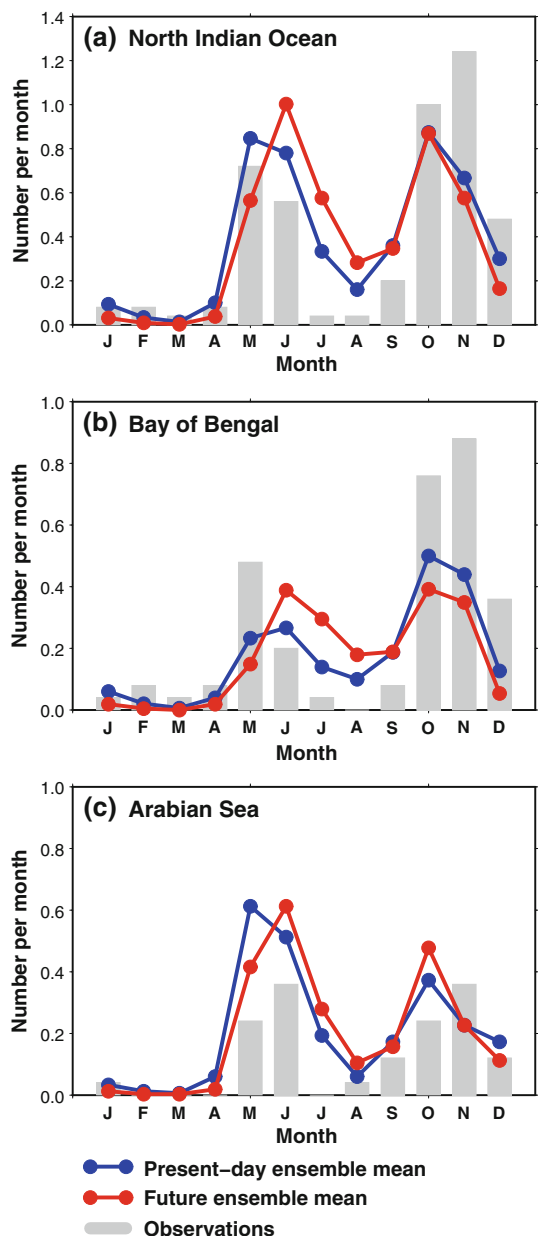 (a) North Indian Ocean
Number per month
1.4
1.2
1.0
0.8
0.6
0.4
0.2
0.0
J F M A M J J A S O N D
Month
(b) Bay of Bengal
Number per month
1.0
0.8
0.6
0.4
0.2
0.0
J F M A M J J A S O N D
Month
(c) Arabian Sea
Number per month
1.0
0.8
0.6
0.4
0.2
0.0
J F M A M J J A S O N D
Month
Present-day ensemble mean
Future ensemble mean
Observations